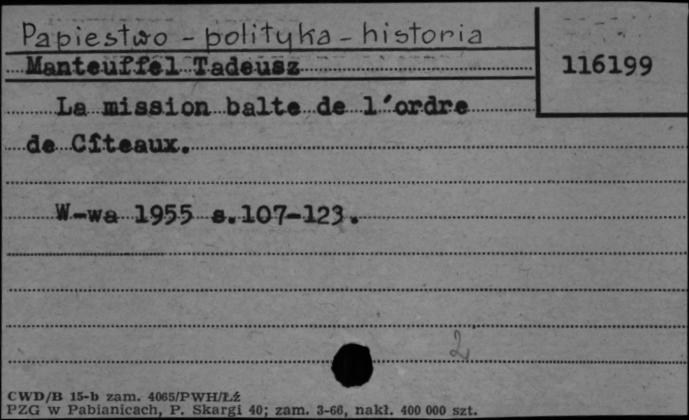 Papiestwo - polityka - historia
Manteuffel Tadeusz
116199
La mission balte de l'ordre
de Cîteaux.
W-wa 1955 s.107-123.
2
CWD/B 15-b zam. 4065/PWH/Łź
PZG w Pabianicach, P. Skargi 40; zam. 3-66, nakł. 400 000 szt.